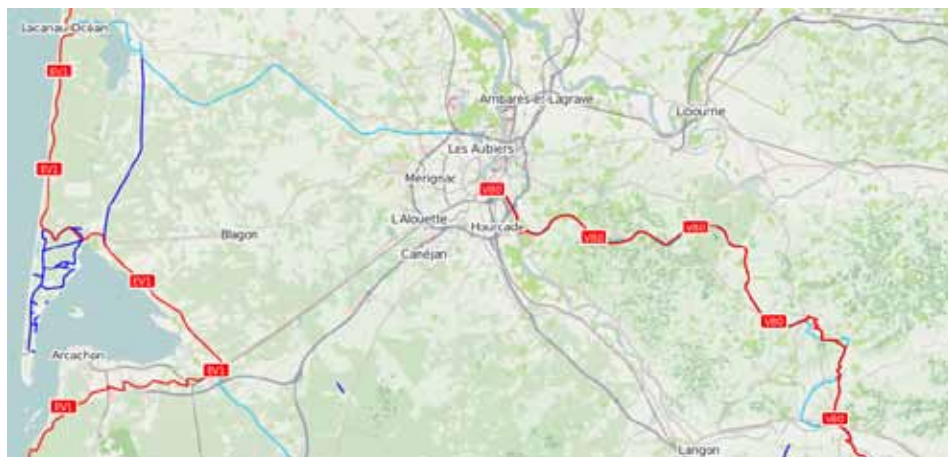 Lacanau-Océan
EV1
Ambarès-et-Lagrave
Libourne
Les Aubiers
EV1
Mérignac
V80
L'Alouette
Hourcade
V80
V80
Blagon
Canéjan
EV1
V80
Arcachon
EV1
EV1
V80
Langon